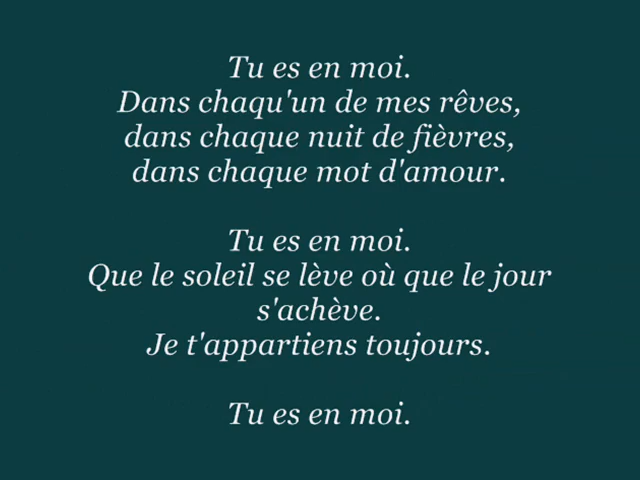 Tu es en moi.
Dans chaqu'un de mes rêves,
dans chaque nuit de fièvres,
dans chaque mot d'amour.
Tu es en moi.
Que le soleil se lève où que le jour
s'achève.
Je t'appartiens toujours.
Tu es en moi.